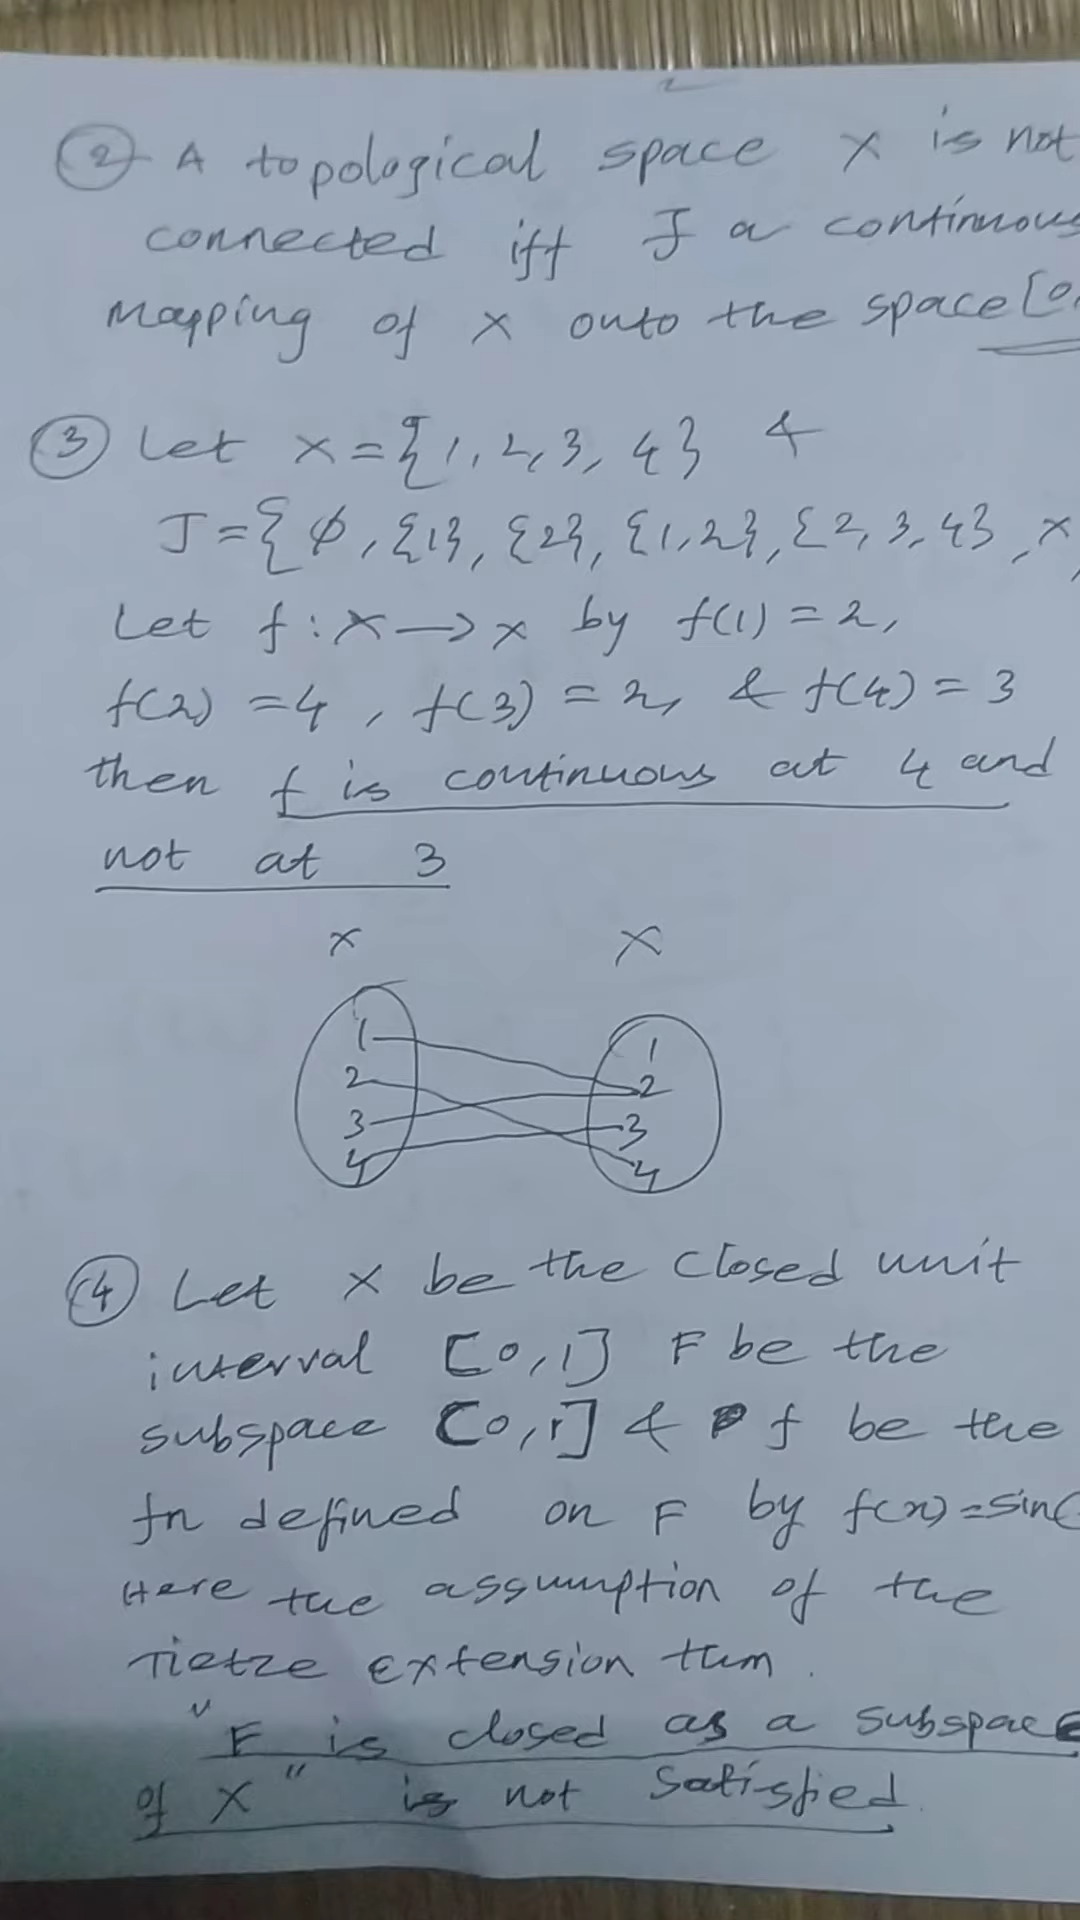 ② A topological space X is not
connected iff ∃ a continuous
mapping of X onto the space [0,
③ Let X = {1, 2, 3, 4} &
J = {φ, {1}, {2}, {1, 2}, {2, 3, 4}, X
Let f : X → X by f(1) = 2,
f(2) = 4, f(3) = 2, & f(4) = 3
then f is continuous at 4 and
not at 3
X X
1 1
2 2
3 3
4 4
④ Let X be the closed unit
interval [0, 1] F be the
subspace [0, 1] & f be the
fn defined on F by f(x) = sin(
Here the assumption of the
Tietze Extension thm.
"F is closed as a subspace
of X" is not satisfied.